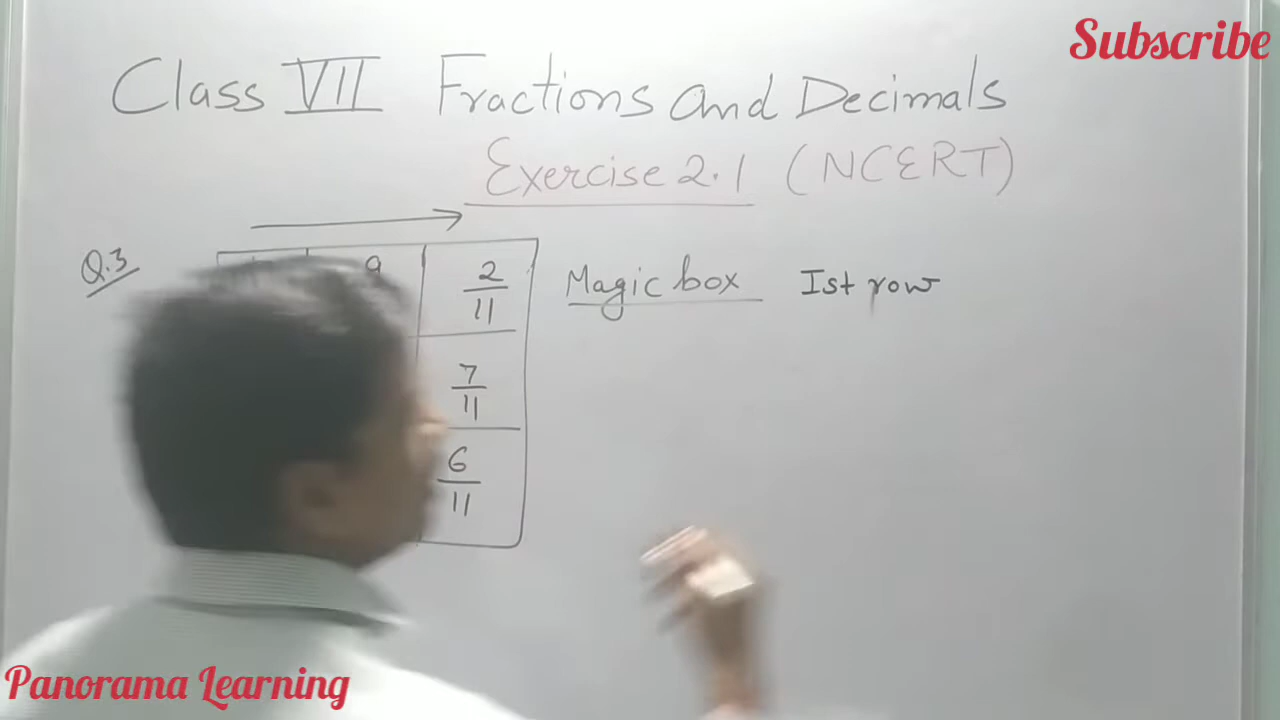 Subscribe
Class VII Fractions and Decimals
Exercise 2.1 (NCERT)
Q.3
9 2/11 Magic box Ist row
7/11
6/11
Panorama Learning